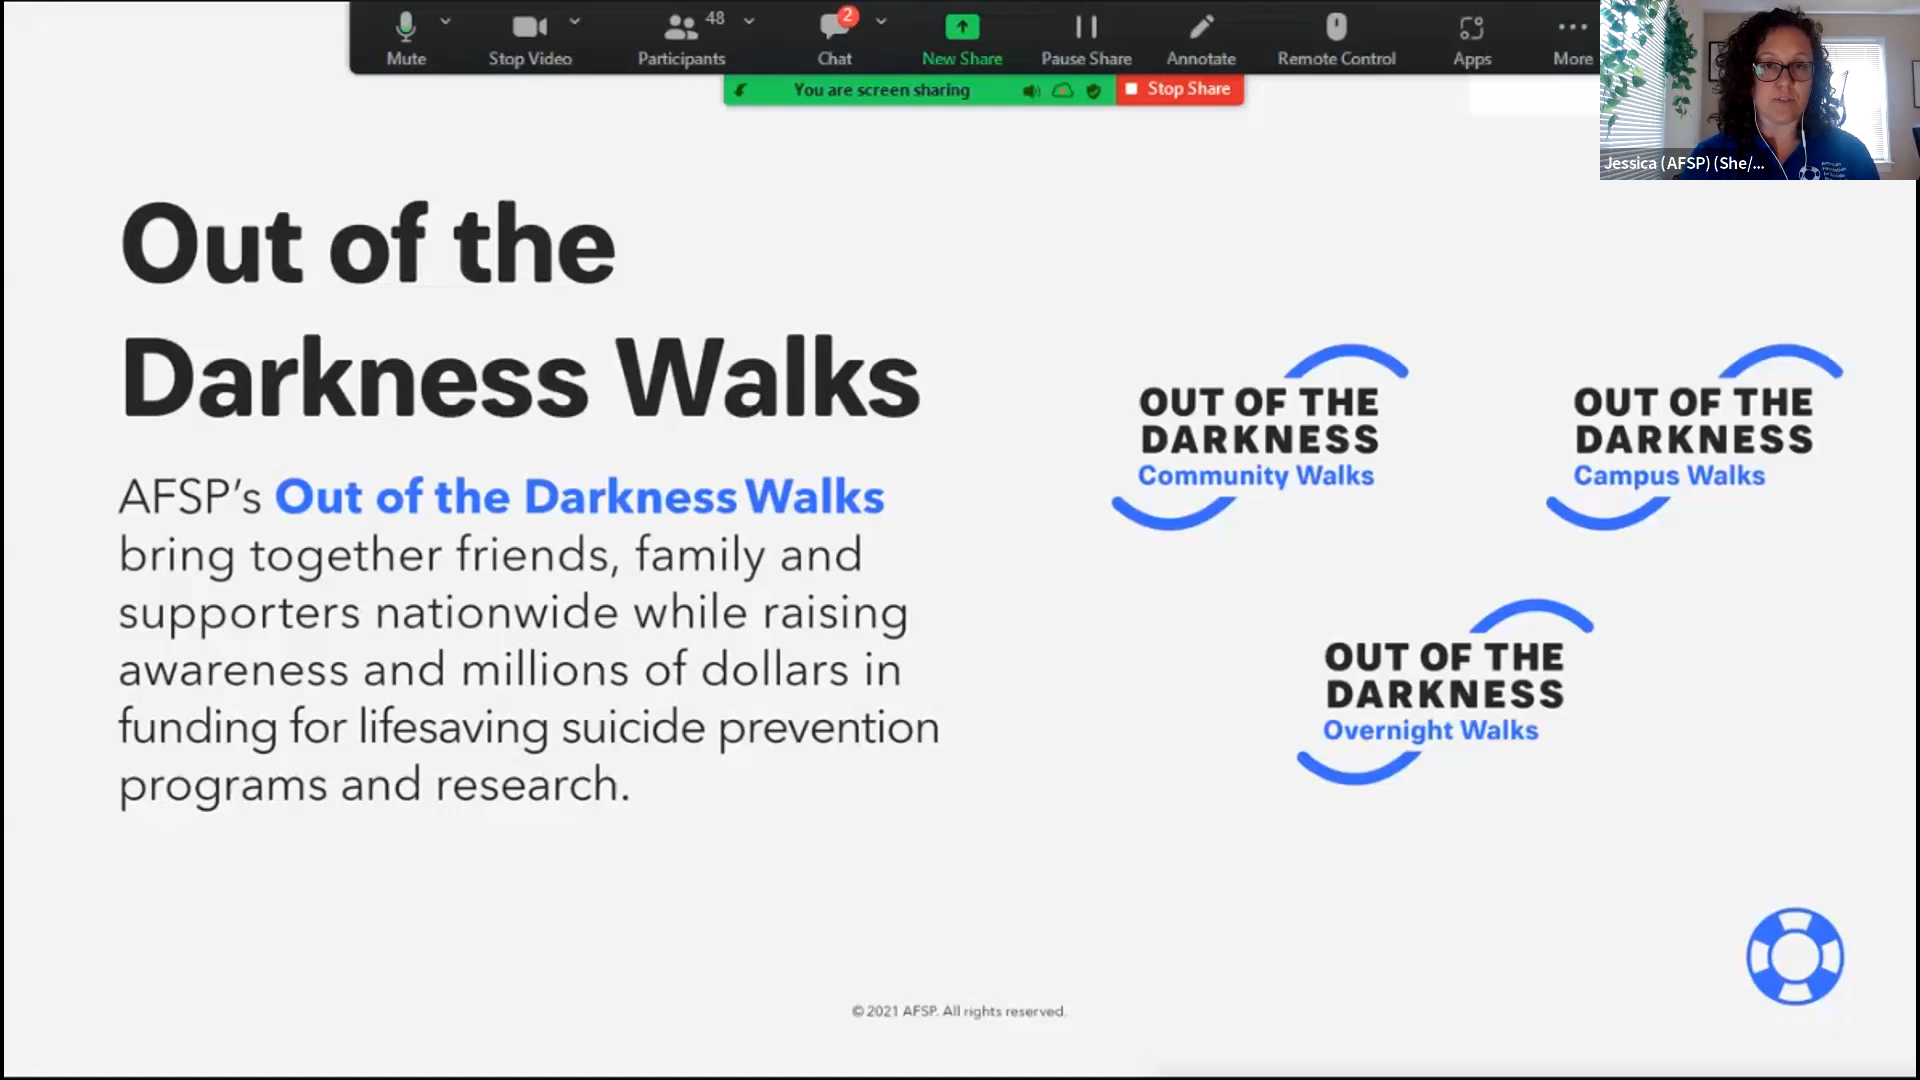 Mute
Stop Video
48
Participants
2
Chat
New Share
Pause Share
Annotate
Remote Control
Apps
More
You are screen sharing
Stop Share
Jessica (AFSP) (She/...
Out of the
Darkness Walks
AFSP's Out of the Darkness Walks
bring together friends, family and
supporters nationwide while raising
awareness and millions of dollars in
funding for lifesaving suicide prevention
programs and research.
OUT OF THE
DARKNESS
Community Walks
OUT OF THE
DARKNESS
Campus Walks
OUT OF THE
DARKNESS
Overnight Walks
© 2021 AFSP. All rights reserved.